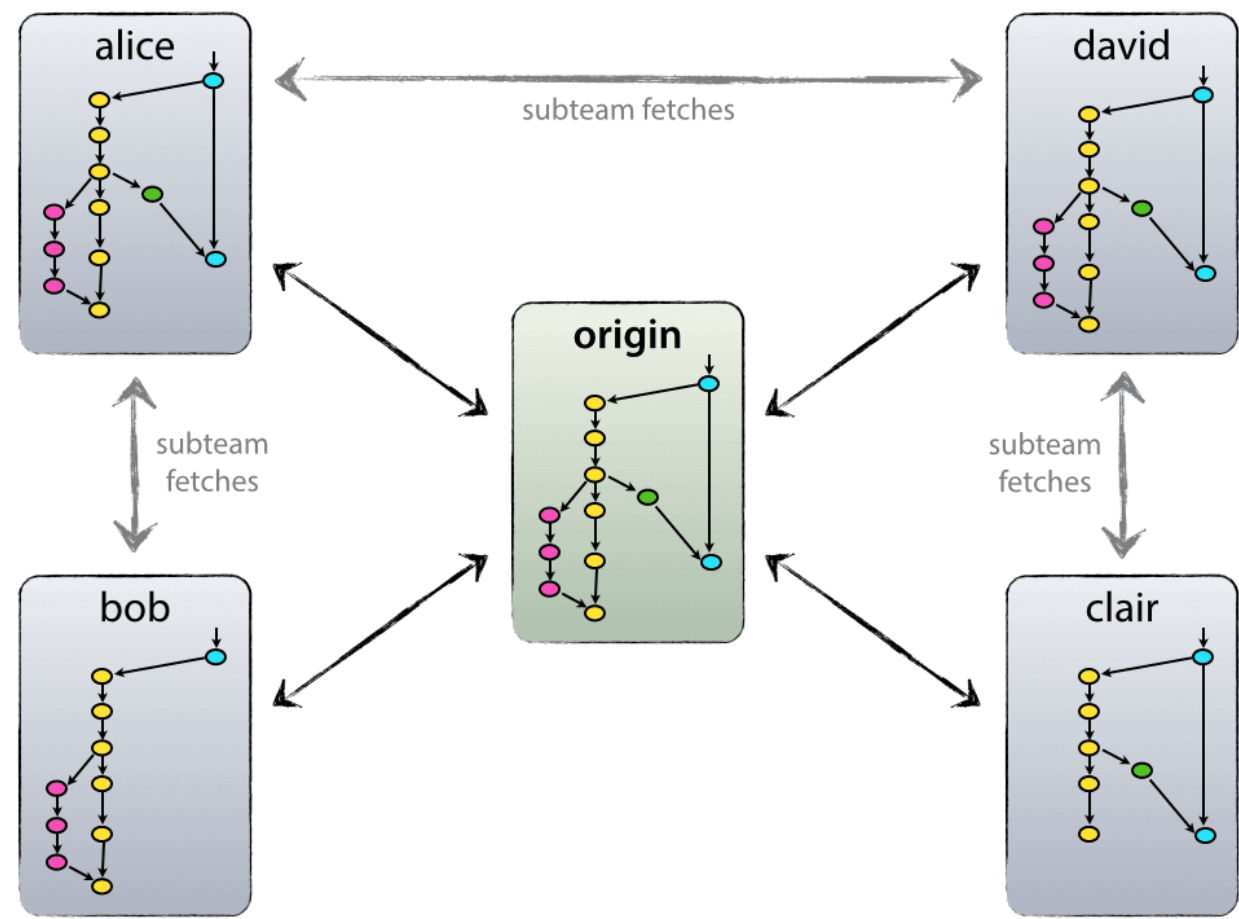 alice
david
subteam fetches
origin
subteam
fetches
subteam
fetches
bob
clair